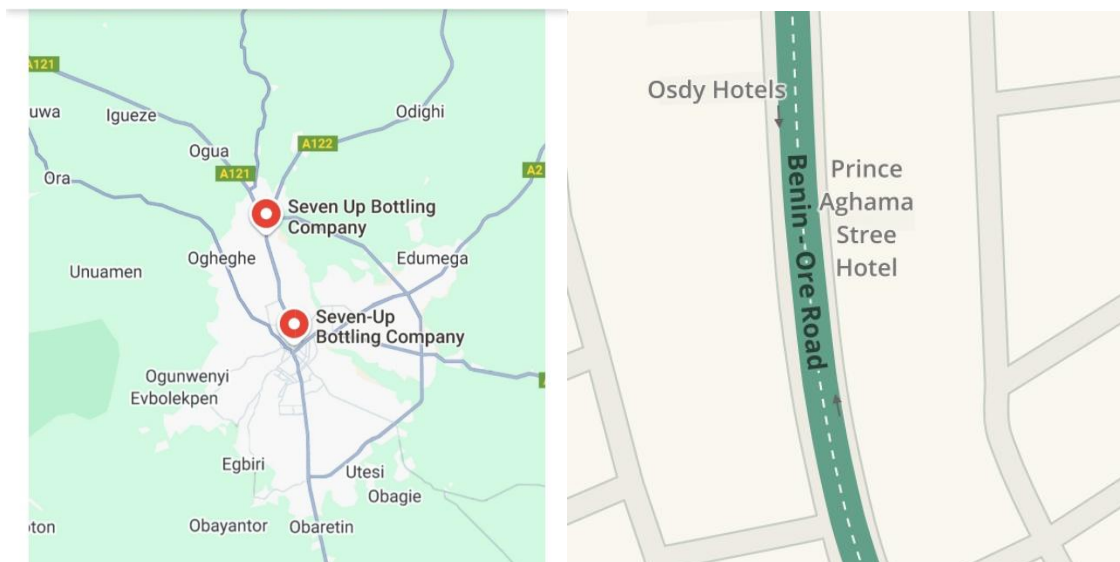 A121
uwa
Igueze
Odighi
A122
Ogua
A121
A2
Ora
Seven Up Bottling
Company
Ogheghe
Edumega
Unuamen
Seven-Up
Bottling Company
Ogunwenyi
Evbolekpen
Egbiri
Utesi
Obagie
ton
Obayantor
Obaretin
Osdy Hotels
Benin - Ore Road
Prince
Aghama
Stree
Hotel